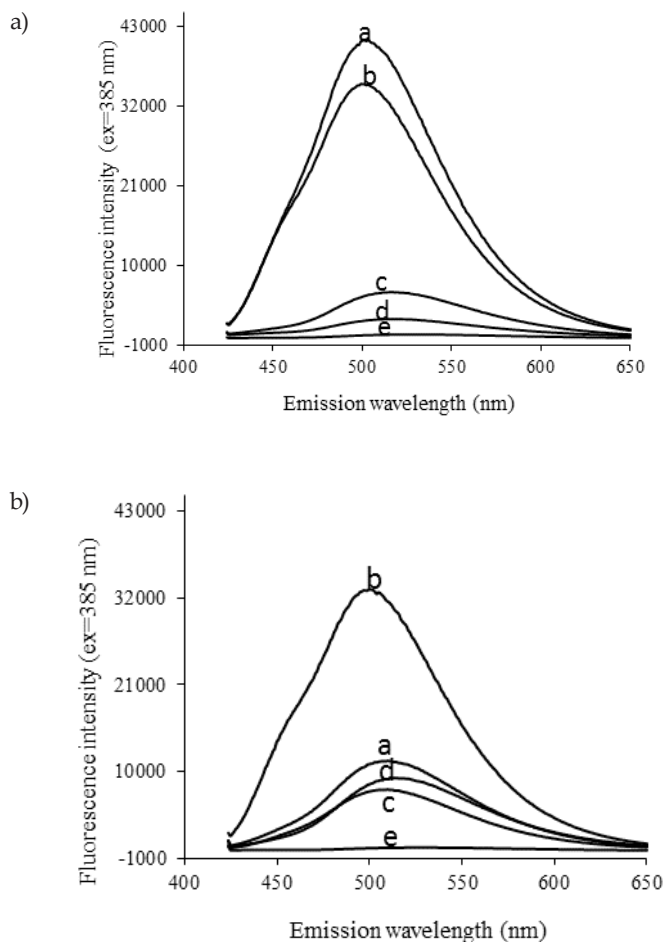 a)
Fluorescence intensity (ex=385 nm)
43000
32000
21000
10000
-1000
a
b
c
d
e
400 450 500 550 600 650
Emission wavelength (nm)
b)
Fluorescence intensity (ex=385 nm)
43000
32000
21000
10000
-1000
b
a
d
c
e
400 450 500 550 600 650
Emission wavelength (nm)